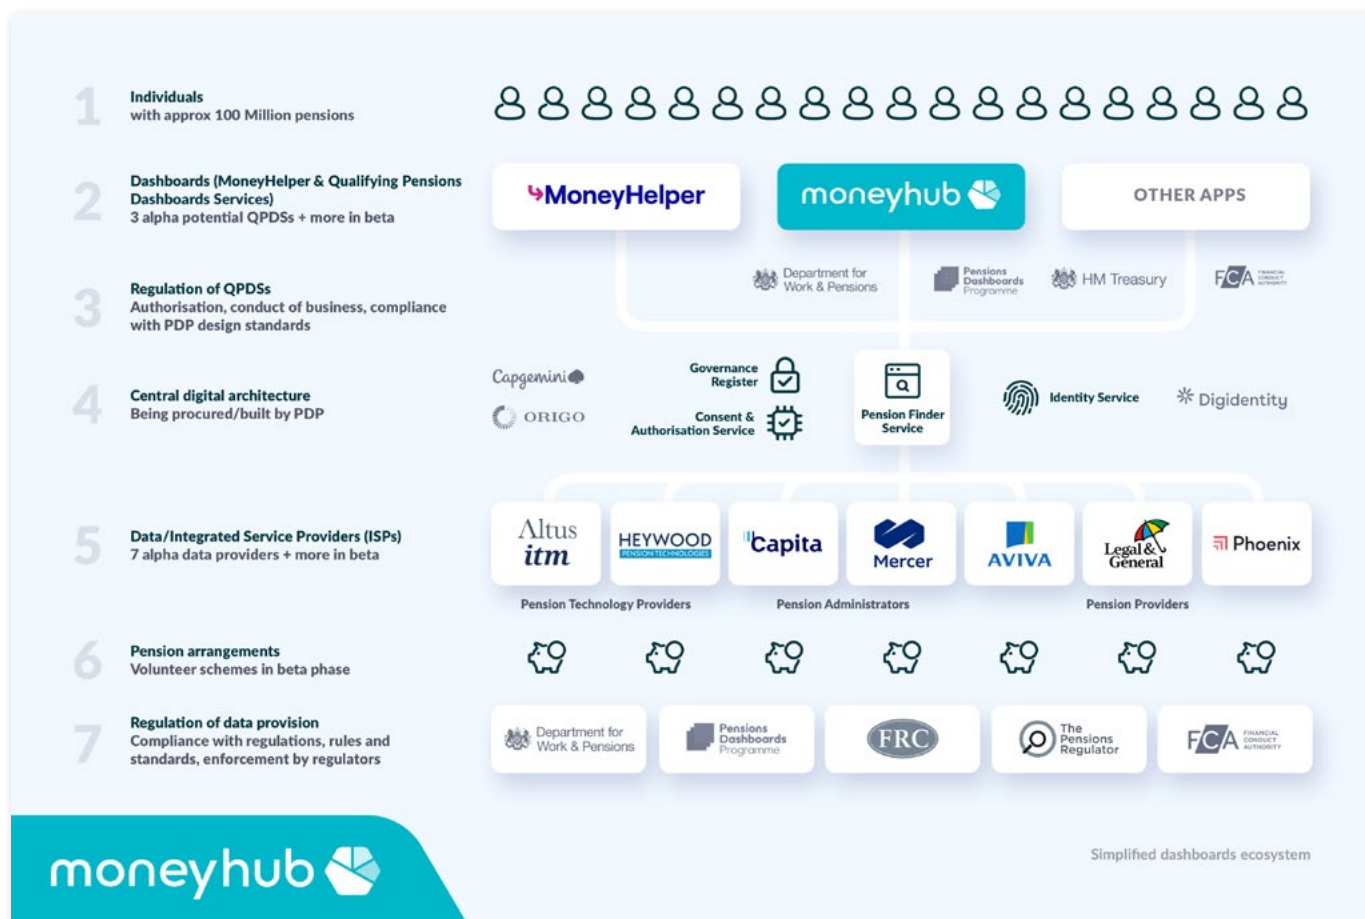 1
Individuals
with approx 100 Million pensions
2
Dashboards (MoneyHelper & Qualifying Pensions
Dashboards Services)
3 alpha potential QPDSs + more in beta
MoneyHelper
moneyhub
OTHER APPS
3
Regulation of QPDSs
Authorisation, conduct of business, compliance
with PDP design standards
Department for
Work & Pensions
Pensions
Dashboards
Programme
HM Treasury
FCA FINANCIAL
CONDUCT
AUTHORITY
4
Central digital architecture
Being procured/built by PDP
Capgemini
ORIGO
Governance
Register
Consent &
Authorisation Service
Pension Finder
Service
Identity Service
Digidentity
5
Data/Integrated Service Providers (ISPs)
7 alpha data providers + more in beta
Altus
itm
HEYWOOD
PENSION TECHNOLOGIES
Capita
Mercer
AVIVA
Legal &
General
Phoenix
Pension Technology Providers
Pension Administrators
Pension Providers
6
Pension arrangements
Volunteer schemes in beta phase
7
Regulation of data provision
Compliance with regulations, rules and
standards, enforcement by regulators
Department for
Work & Pensions
Pensions
Dashboards
Programme
FRC
The
Pensions
Regulator
FCA FINANCIAL
CONDUCT
AUTHORITY
moneyhub
Simplified dashboards ecosystem